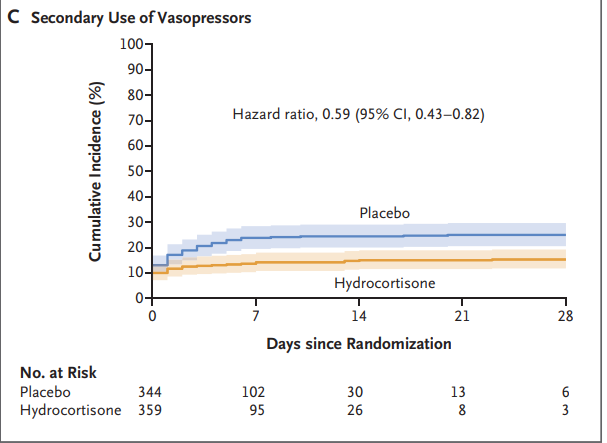 C Secondary Use of Vasopressors
Cumulative Incidence (%)
100
90
80
70
60
50
40
30
20
10
0
Hazard ratio, 0.59 (95% CI, 0.43–0.82)
Placebo
Hydrocortisone
0 7 14 21 28
Days since Randomization
No. at Risk
Placebo 344 102 30 13 6
Hydrocortisone 359 95 26 8 3